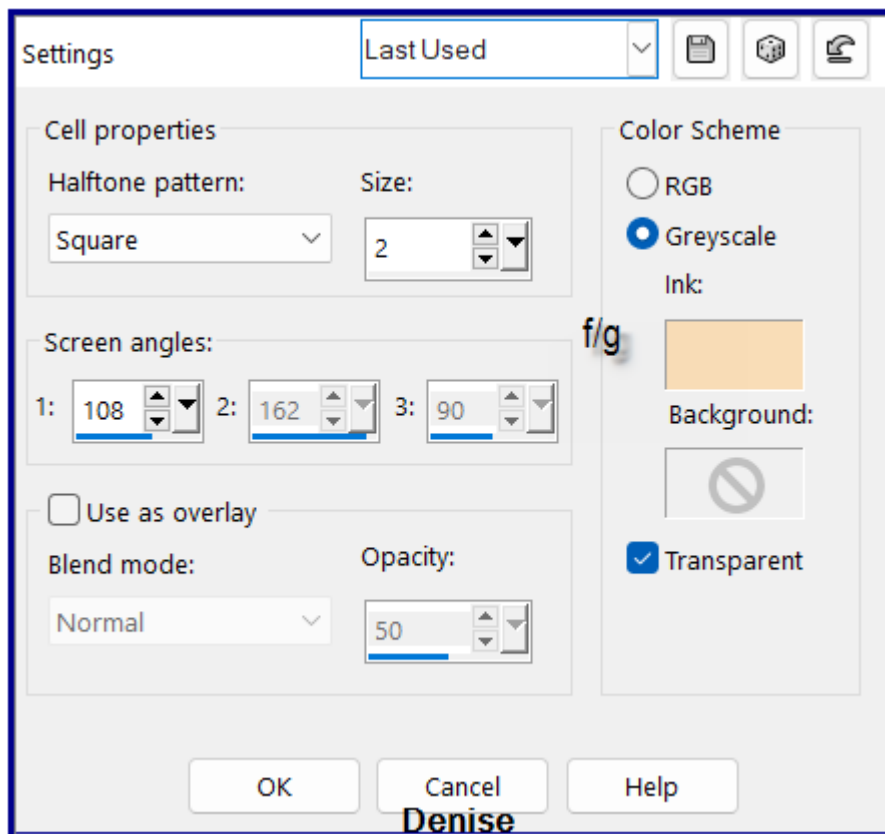 Settings
Last Used
Cell properties
Halftone pattern:
Size:
Square
2
Screen angles:
1: 108 2: 162 3: 90
Use as overlay
Blend mode:
Opacity:
Normal
50
Color Scheme
RGB
Greyscale
Ink:
f/g
Background:
Transparent
OK
Cancel
Help
Denise